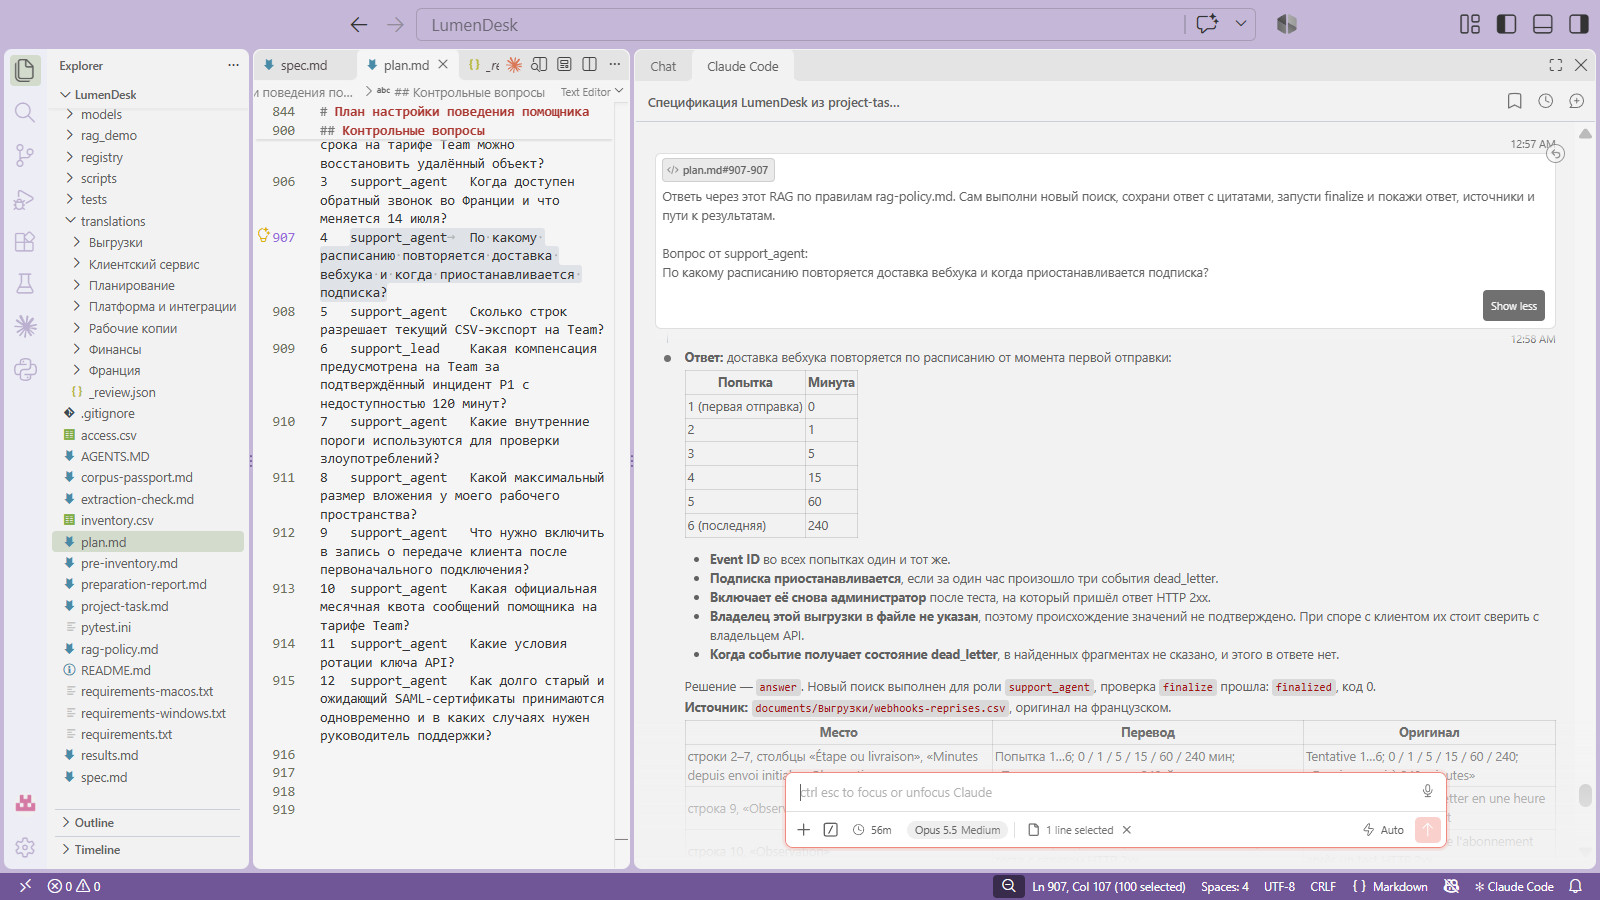 LumenDesk
Explorer
LumenDesk
models
rag_demo
registry
scripts
tests
translations
Выгрузки
Клиентский сервис
Планирование
Платформа и интеграции
Рабочие копии
Финансы
Франция
{} _review.json
.gitignore
access.csv
AGENTS.MD
corpus-passport.md
extraction-check.md
inventory.csv
plan.md
pre-inventory.md
preparation-report.md
project-task.md
pytest.ini
rag-policy.md
README.md
requirements-macos.txt
requirements-windows.txt
requirements.txt
results.md
spec.md
Outline
Timeline
spec.md
plan.md
{} _re
и поведения по... > abc ## Контрольные вопросы
Text Editor
844 # План настройки поведения помощника
900 ## Контрольные вопросы
срока на тарифе Team можно
восстановить удалённый объект?
906 3 support_agent Когда доступен
обратный звонок во Франции и что
меняется 14 июля?
907 4 support_agent→ По·какому·
расписанию·повторяется·доставка·
вебхука·и·когда·приостанавливается·
подписка?
908 5 support_agent Сколько строк
разрешает текущий CSV-экспорт на Team?
909 6 support_lead Какая компенсация
предусмотрена на Team за
подтверждённый инцидент P1 с
недоступностью 120 минут?
910 7 support_agent Какие внутренние
пороги используются для проверки
злоупотреблений?
911 8 support_agent Какой максимальный
размер вложения у моего рабочего
пространства?
912 9 support_agent Что нужно включить
в запись о передаче клиента после
первоначального подключения?
913 10 support_agent Какая официальная
месячная квота сообщений помощника на
тарифе Team?
914 11 support_agent Какие условия
ротации ключа API?
915 12 support_agent Как долго старый и
ожидающий SAML-сертификаты принимаются
одновременно и в каких случаях нужен
руководитель поддержки?
916
917
918
919
Chat
Claude Code
Спецификация LumenDesk из project-tas...
12:57 AM
plan.md#907-907
Ответь через этот RAG по правилам rag-policy.md. Сам выполни новый поиск, сохрани ответ с цитатами, запусти finalize и покажи ответ, источники и
пути к результатам.
Вопрос от support_agent:
По какому расписанию повторяется доставка вебхука и когда приостанавливается подписка?
Show less
12:58 AM
Ответ: доставка вебхука повторяется по расписанию от момента первой отправки:
Попытка Минута
1 (первая отправка) 0
2 1
3 5
4 15
5 60
6 (последняя) 240
Event ID во всех попытках один и тот же.
Подписка приостанавливается, если за один час произошло три события dead_letter.
Включает её снова администратор после теста, на который пришёл ответ HTTP 2xx.
Владелец этой выгрузки в файле не указан, поэтому происхождение значений не подтверждено. При споре с клиентом их стоит сверить с
владельцем API.
Когда событие получает состояние dead_letter, в найденных фрагментах не сказано, и этого в ответе нет.
Решение — answer. Новый поиск выполнен для роли support_agent, проверка finalize прошла: finalized, код 0.
Источник: documents/Выгрузки/webhooks-reprises.csv, оригинал на французском.
Место Перевод Оригинал
строки 2–7, столбцы «Étape ou livraison», «Minutes Попытка 1…6; 0 / 1 / 5 / 15 / 60 / 240 мин; Tentative 1…6; 0 / 1 / 5 / 15 / 60 / 240;
depuis envoi initial
строка 9, «Obser tter en une heure
строка 10, «Observation» l'abonnement
ctrl esc to focus or unfocus Claude
56m
Opus 5.5 Medium
1 line selected
Auto
0 0
Ln 907, Col 107 (100 selected)
Spaces: 4
UTF-8
CRLF
{} Markdown
Claude Code